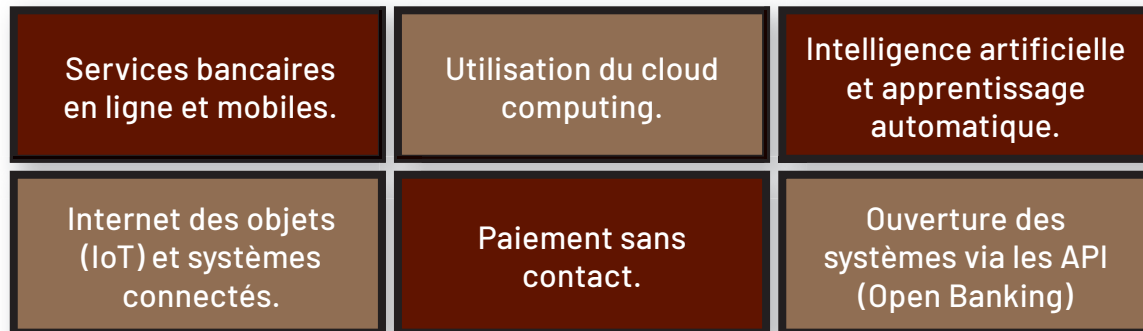 Services bancaires
en ligne et mobiles.
Utilisation du cloud
computing.
Intelligence artificielle
et apprentissage
automatique.
Internet des objets
(IoT) et systèmes
connectés.
Paiement sans
contact.
Ouverture des
systèmes via les API
(Open Banking)